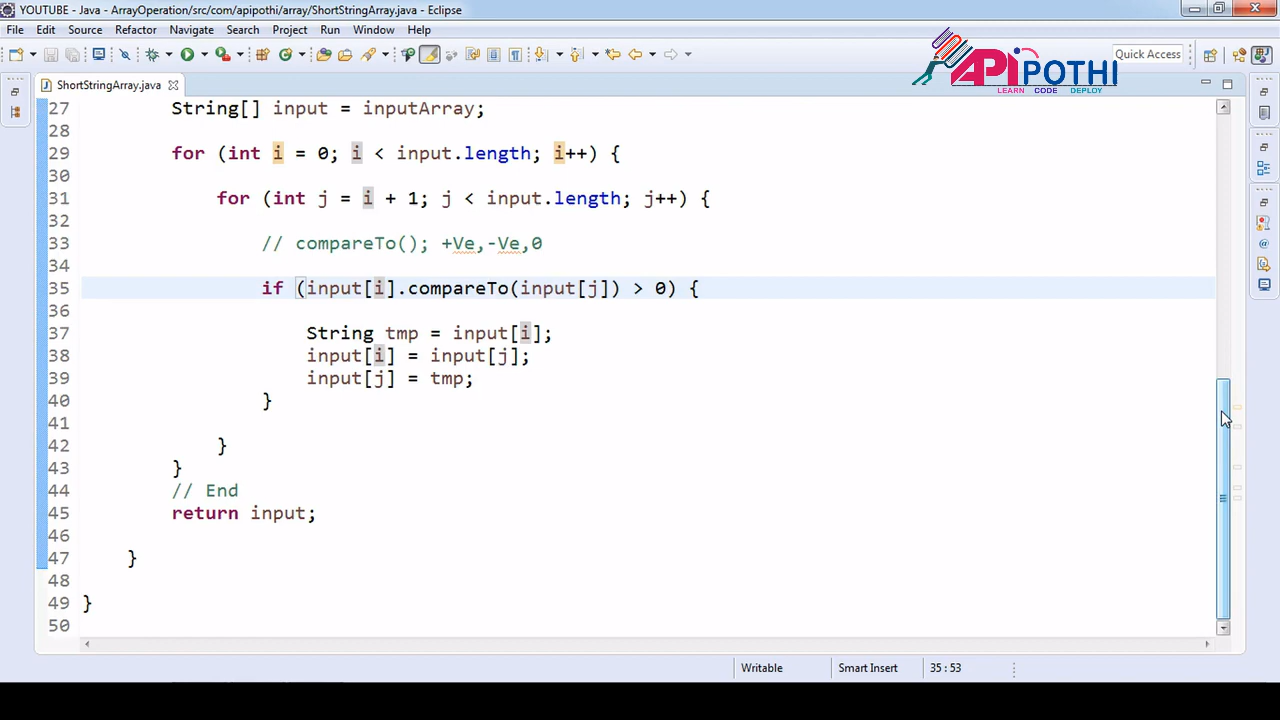 YOUTUBE - Java - ArrayOperation/src/com/apipothi/array/ShortStringArray.java - Eclipse
File Edit Source Refactor Navigate Search Project Run Window Help
Quick Access
APIPOTHI
LEARN CODE DEPLOY
ShortStringArray.java
27 String[] input = inputArray;
28
29 for (int i = 0; i < input.length; i++) {
30
31 for (int j = i + 1; j < input.length; j++) {
32
33 // compareTo(); +Ve,-Ve,0
34
35 if (input[i].compareTo(input[j]) > 0) {
36
37 String tmp = input[i];
38 input[i] = input[j];
39 input[j] = tmp;
40 }
41
42 }
43 }
44 // End
45 return input;
46
47 }
48
49 }
50
Writable Smart Insert 35 : 53